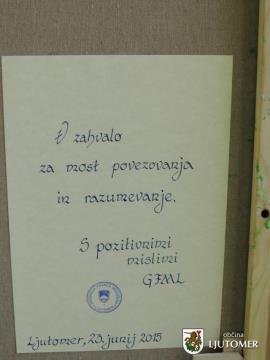 V zahvalo
za most povezovanja
in razumevanje.
S pozitivnimi
mislimi
GFML
Ljutomer, 23. junij 2015
občina
LJUTOMER